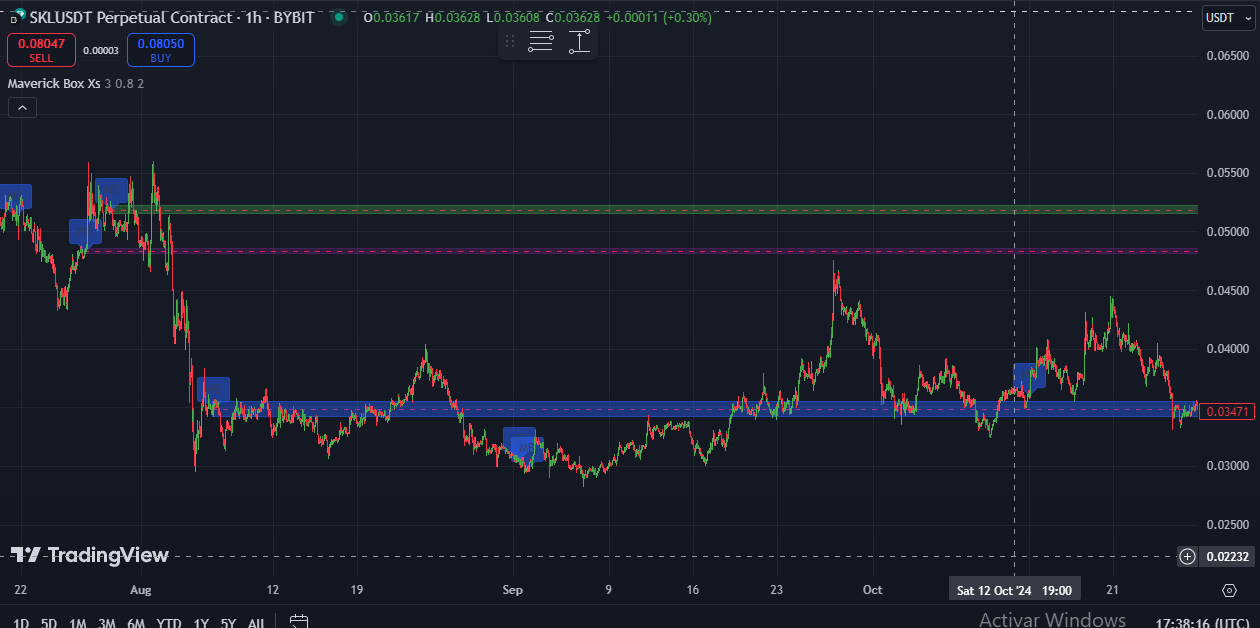 SKLUSDT Perpetual Contract · 1h · BYBIT O0.03617 H0.03628 L0.03608 C0.03628 +0.00011 (+0.30%)
USDT
0.08047
SELL
0.00003
0.08050
BUY
Maverick Box Xs 3 0.8 2
0.06500
0.06000
0.05500
0.05000
0.04500
0.04000
0.03471
0.03000
0.02500
0.02232
TradingView
22 Aug 12 19 Sep 9 16 23 Oct Sat 12 Oct '24 19:00 21
1D 5D 1M 3M 6M YTD 1Y 5Y All
Activar Windows
17:38:16 (UTC)